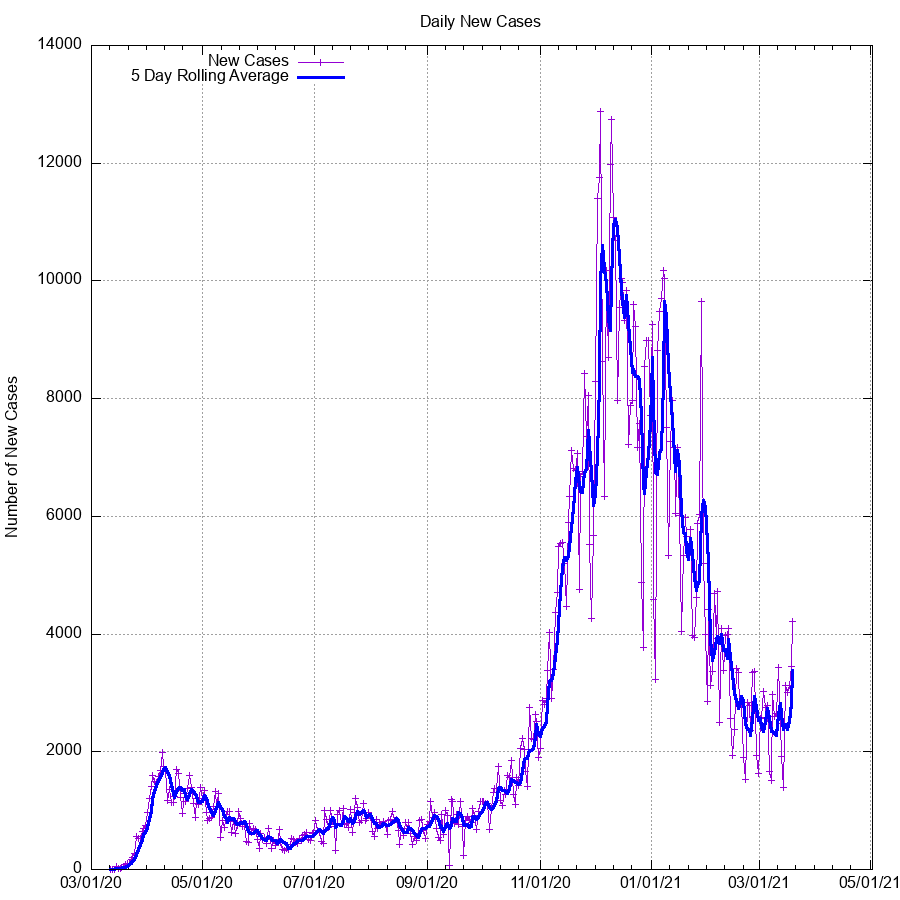 Daily New Cases
New Cases
5 Day Rolling Average
14000
12000
10000
8000
6000
4000
2000
0
Number of New Cases
03/01/20 05/01/20 07/01/20 09/01/20 11/01/20 01/01/21 03/01/21 05/01/21